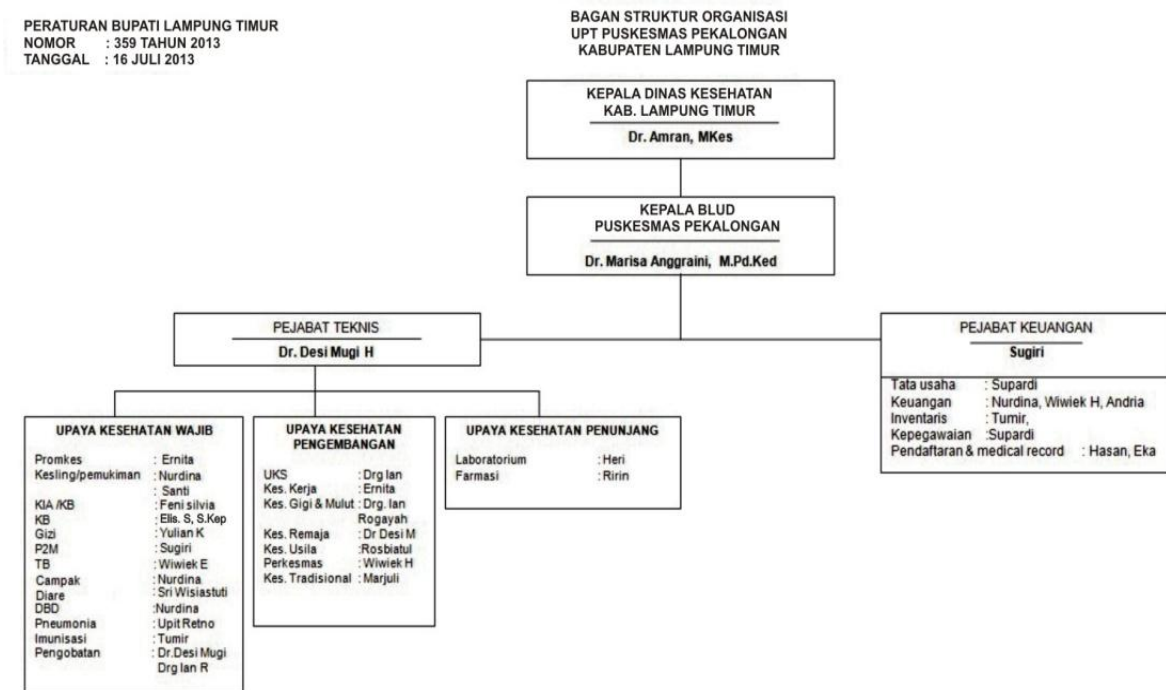 PERATURAN BUPATI LAMPUNG TIMUR
NOMOR : 359 TAHUN 2013
TANGGAL : 16 JULI 2013
BAGAN STRUKTUR ORGANISASI
UPT PUSKESMAS PEKALONGAN
KABUPATEN LAMPUNG TIMUR
KEPALA DINAS KESEHATAN
KAB. LAMPUNG TIMUR
Dr. Amran, MKes
KEPALA BLUD
PUSKESMAS PEKALONGAN
Dr. Marisa Anggraini, M.Pd.Ked
PEJABAT TEKNIS
Dr. Desi Mugi H
PEJABAT KEUANGAN
Sugiri
Tata usaha : Supardi
Keuangan : Nurdina, Wiwiek H, Andria
Inventaris : Tumir,
Kepegawaian :Supardi
Pendaftaran & medical record : Hasan, Eka
UPAYA KESEHATAN WAJIB
Promkes : Ernita
Kesling/pemukiman : Nurdina
: Santi
KIA /KB : Feni silvia
KB : Elis. S, S.Kep
Gizi : Yulian K
P2M : Sugiri
TB : Wiwiek E
Campak : Nurdina
Diare : Sri Wisiastuti
DBD :Nurdina
Pneumonia : Upit Retno
Imunisasi : Tumir
Pengobatan : Dr.Desi Mugi
Drg Ian R
UPAYA KESEHATAN
PENGEMBANGAN
UKS : Drg Ian
Kes. Kerja : Ernita
Kes. Gigi & Mulut : Drg. Ian
Rogayah
Kes. Remaja : Dr Desi M
Kes. Usila :Rosbiatul
Perkesmas : Wiwiek H
Kes. Tradisional : Marjuli
UPAYA KESEHATAN PENUNJANG
Laboratorium : Heri
Farmasi : Ririn